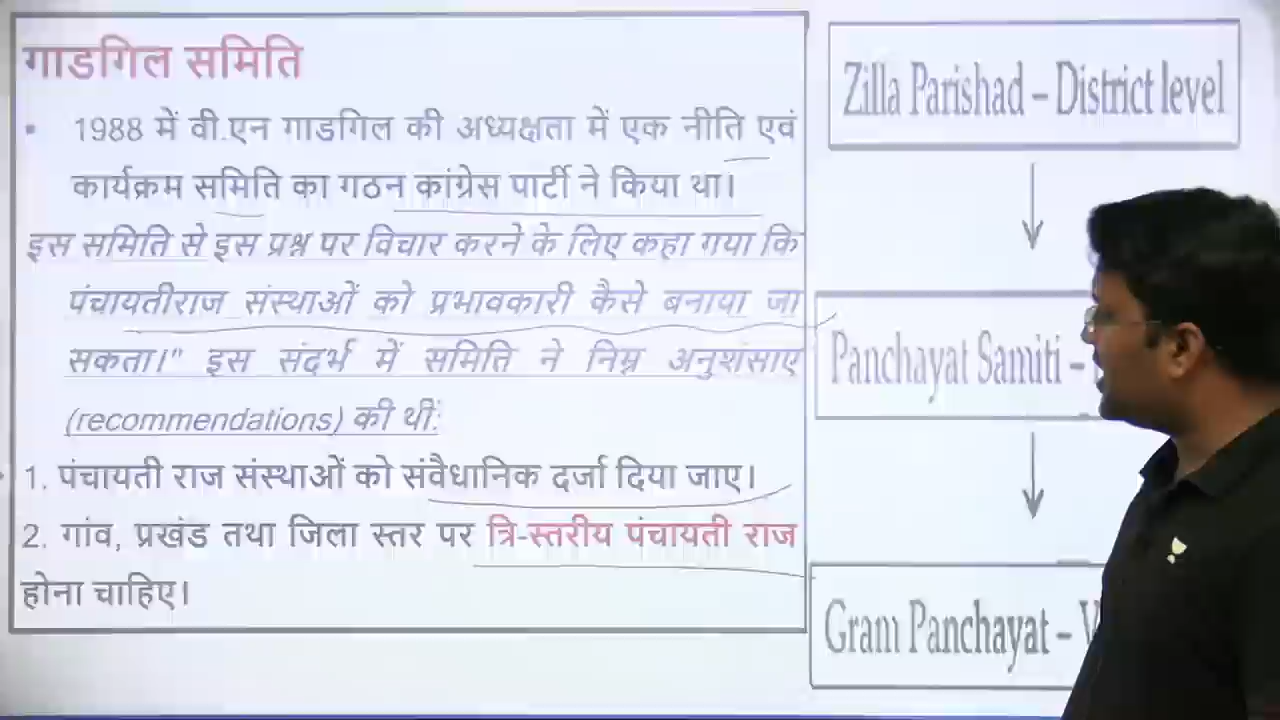 गाडगिल समिति
▪ 1988 में वी.एन गाडगिल की अध्यक्षता में एक नीति एवं
कार्यक्रम समिति का गठन कांग्रेस पार्टी ने किया था।
इस समिति से इस प्रश्न पर विचार करने के लिए कहा गया कि
पंचायतीराज संस्थाओं को प्रभावकारी कैसे बनाया जा
सकता।" इस संदर्भ में समिति ने निम्न अनुशंसाए
(recommendations) की थीं:
1. पंचायती राज संस्थाओं को संवैधानिक दर्जा दिया जाए।
2. गांव, प्रखंड तथा जिला स्तर पर त्रि-स्तरीय पंचायती राज
होना चाहिए।
Zilla Parishad – District level
Panchayat Samiti –
Gram Panchayat –